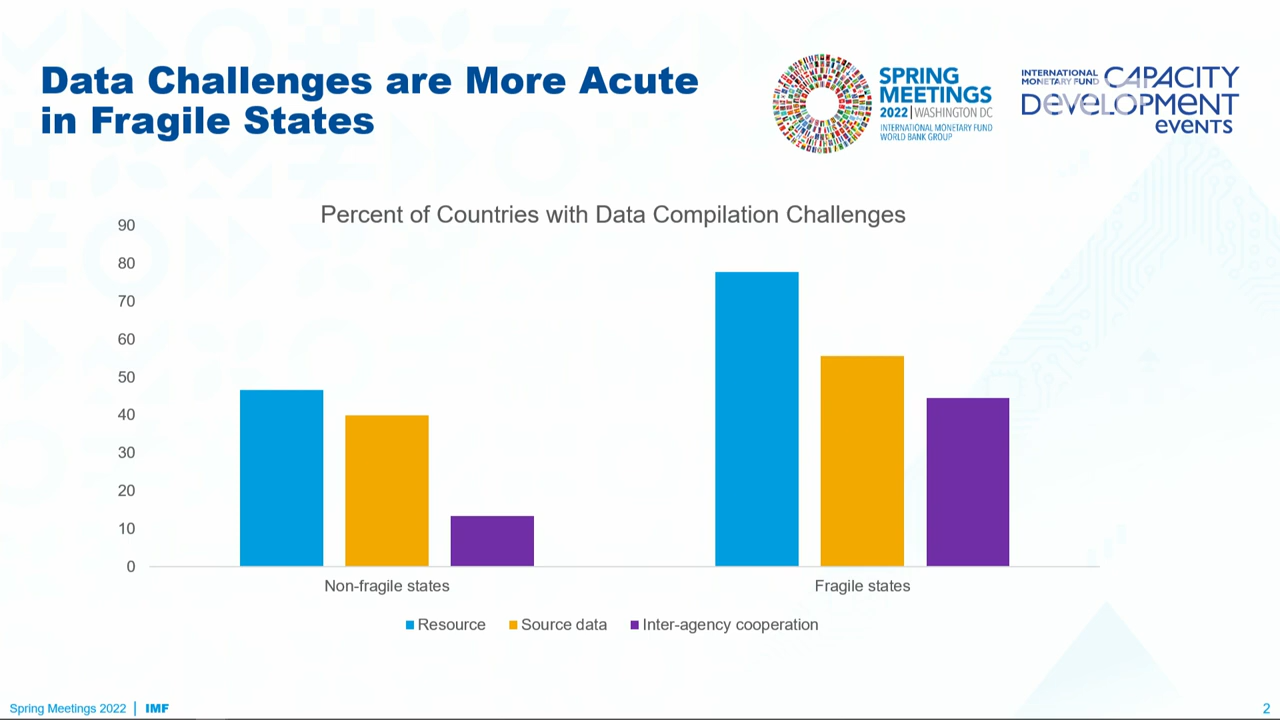 Data Challenges are More Acute
in Fragile States
SPRING
MEETINGS
2022 | WASHINGTON DC
INTERNATIONAL MONETARY FUND
WORLD BANK GROUP
INTERNATIONAL
MONETARY FUND
CAPACITY
DEVELOPMENT
EVENTS
Percent of Countries with Data Compilation Challenges
90
80
70
60
50
40
30
20
10
0
Non-fragile states
Fragile states
Resource
Source data
Inter-agency cooperation
Spring Meetings 2022 | IMF
2